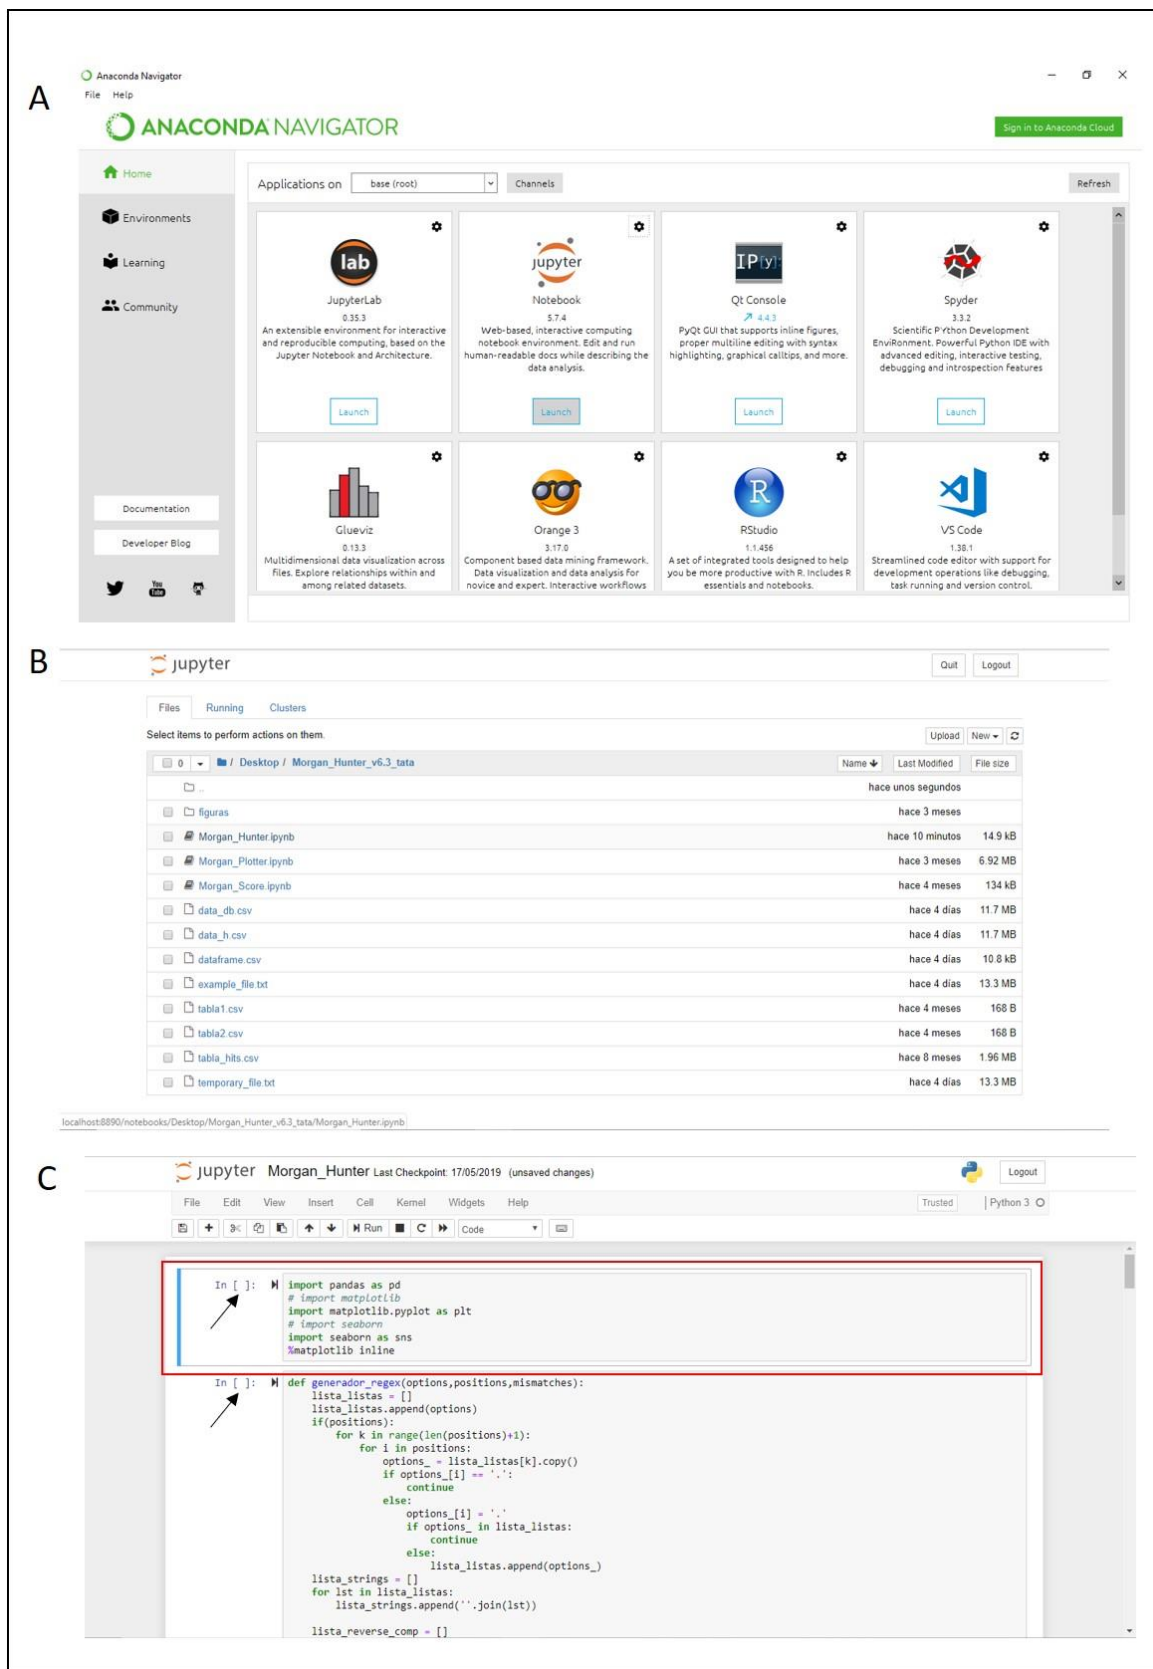 A
Anaconda Navigator
File Help
ANACONDA NAVIGATOR
Sign in to Anaconda Cloud
Home
Environments
Learning
Community
Documentation
Developer Blog
You
Tube
Applications on base (root) Channels Refresh
lab
JupyterLab
0.35.3
An extensible environment for interactive
and reproducible computing, based on the
Jupyter Notebook and Architecture.
Launch
jupyter
Notebook
5.7.4
Web-based, interactive computing
notebook environment. Edit and run
human-readable docs while describing the
data analysis.
Launch
IP[y]:
Qt Console
4.4.3
PyQt GUI that supports inline figures,
proper multiline editing with syntax
highlighting, graphical calltips, and more.
Launch
Spyder
3.3.2
Scientific Python Development
EnviRonment. Powerful Python IDE with
advanced editing, interactive testing,
debugging and introspection features
Launch
Glueviz
0.13.3
Multidimensional data visualization across
files. Explore relationships within and
among related datasets.
Orange 3
3.17.0
Component based data mining framework.
Data visualization and data analysis for
novice and expert. Interactive workflows
R
RStudio
1.1.456
A set of integrated tools designed to help
you be more productive with R. Includes R
essentials and notebooks.
VS Code
1.38.1
Streamlined code editor with support for
development operations like debugging,
task running and version control.
B
jupyter Quit Logout
Files Running Clusters
Select items to perform actions on them. Upload New
0 / Desktop / Morgan_Hunter_v6.3_tata Name Last Modified File size
.. hace unos segundos
figuras hace 3 meses
Morgan_Hunter.ipynb hace 10 minutos 14.9 kB
Morgan_Plotter.ipynb hace 3 meses 6.92 MB
Morgan_Score.ipynb hace 4 meses 134 kB
data_db.csv hace 4 días 11.7 MB
data_h.csv hace 4 días 11.7 MB
dataframe.csv hace 4 días 10.8 kB
example_file.txt hace 4 días 13.3 MB
tabla1.csv hace 4 meses 168 B
tabla2.csv hace 4 meses 168 B
tabla_hits.csv hace 8 meses 1.96 MB
temporary_file.txt hace 4 días 13.3 MB
localhost:8890/notebooks/Desktop/Morgan_Hunter_v6.3_tata/Morgan_Hunter.ipynb
C
jupyter Morgan_Hunter Last Checkpoint: 17/05/2019 (unsaved changes) Logout
File Edit View Insert Cell Kernel Widgets Help Trusted Python 3
Run Code
In [ ]: import pandas as pd
# import matplotlib
import matplotlib.pyplot as plt
# import seaborn
import seaborn as sns
%matplotlib inline
In [ ]: def generador_regex(options,positions,mismatches):
lista_listas = []
lista_listas.append(options)
if(positions):
for k in range(len(positions)+1):
for i in positions:
options_ = lista_listas[k].copy()
if options_[i] == '.':
continue
else:
options_[i] = '.'
if options_ in lista_listas:
continue
else:
lista_listas.append(options_)
lista_strings = []
for lst in lista_listas:
lista_strings.append(''.join(lst))
lista_reverse_comp = []